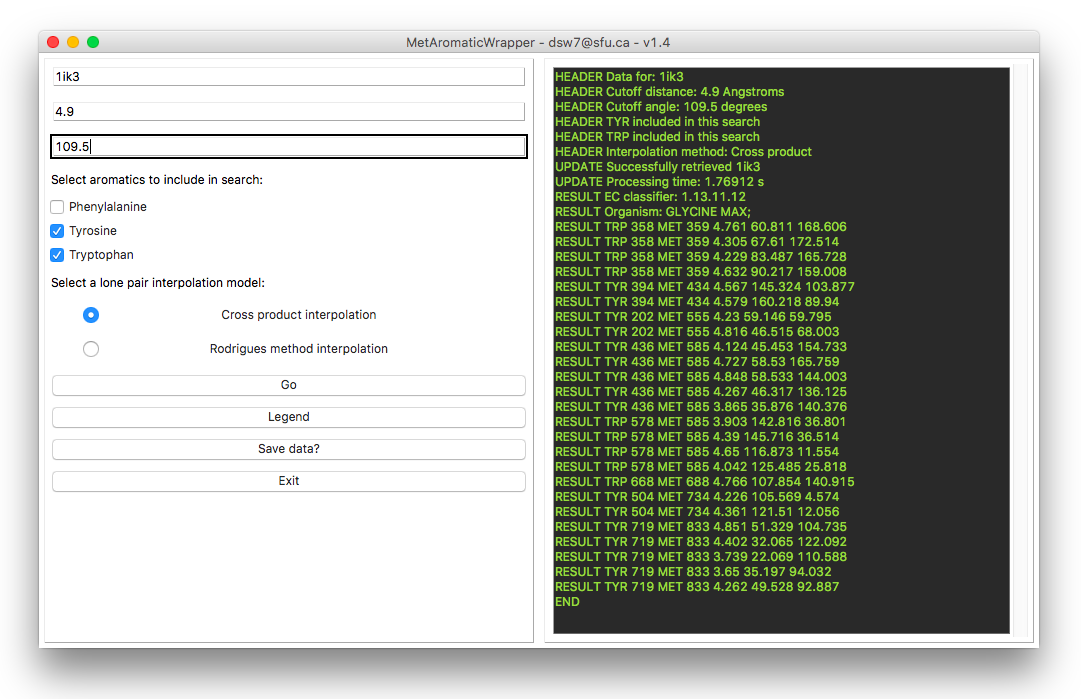 MetAromaticWrapper - dsw7@sfu.ca - v1.4
1ik3
4.9
109.5
Select aromatics to include in search:
Phenylalanine
Tyrosine
Tryptophan
Select a lone pair interpolation model:
Cross product interpolation
Rodrigues method interpolation
Go
Legend
Save data?
Exit
HEADER Data for: 1ik3
HEADER Cutoff distance: 4.9 Angstroms
HEADER Cutoff angle: 109.5 degrees
HEADER TYR included in this search
HEADER TRP included in this search
HEADER Interpolation method: Cross product
UPDATE Successfully retrieved 1ik3
UPDATE Processing time: 1.76912 s
RESULT EC classifier: 1.13.11.12
RESULT Organism: GLYCINE MAX;
RESULT TRP 358 MET 359 4.761 60.811 168.606
RESULT TRP 358 MET 359 4.305 67.61 172.514
RESULT TRP 358 MET 359 4.229 83.487 165.728
RESULT TRP 358 MET 359 4.632 90.217 159.008
RESULT TYR 394 MET 434 4.567 145.324 103.877
RESULT TYR 394 MET 434 4.579 160.218 89.94
RESULT TYR 202 MET 555 4.23 59.146 59.795
RESULT TYR 202 MET 555 4.816 46.515 68.003
RESULT TYR 436 MET 585 4.124 45.453 154.733
RESULT TYR 436 MET 585 4.727 58.53 165.759
RESULT TYR 436 MET 585 4.848 58.533 144.003
RESULT TYR 436 MET 585 4.267 46.317 136.125
RESULT TYR 436 MET 585 3.865 35.876 140.376
RESULT TRP 578 MET 585 3.903 142.816 36.801
RESULT TRP 578 MET 585 4.39 145.716 36.514
RESULT TRP 578 MET 585 4.65 116.873 11.554
RESULT TRP 578 MET 585 4.042 125.485 25.818
RESULT TRP 668 MET 688 4.766 107.854 140.915
RESULT TYR 504 MET 734 4.226 105.569 4.574
RESULT TYR 504 MET 734 4.361 121.51 12.056
RESULT TYR 719 MET 833 4.851 51.329 104.735
RESULT TYR 719 MET 833 4.402 32.065 122.092
RESULT TYR 719 MET 833 3.739 22.069 110.588
RESULT TYR 719 MET 833 3.65 35.197 94.032
RESULT TYR 719 MET 833 4.262 49.528 92.887
END